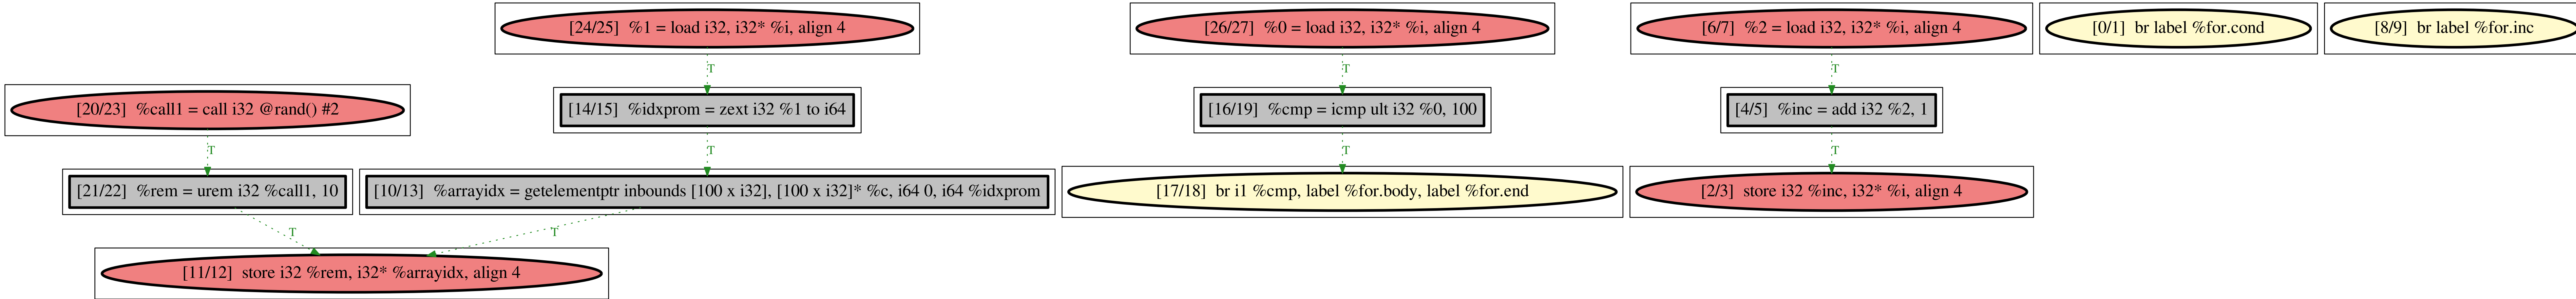 [24/25]  %1 = load i32, i32* %i, align 4
[26/27]  %0 = load i32, i32* %i, align 4
[6/7]  %2 = load i32, i32* %i, align 4
[0/1]  br label %for.cond
[8/9]  br label %for.inc
T
T
T
[20/23]  %call1 = call i32 @rand() #2
[14/15]  %idxprom = zext i32 %1 to i64
[16/19]  %cmp = icmp ult i32 %0, 100
[4/5]  %inc = add i32 %2, 1
T
T
T
T
[21/22]  %rem = urem i32 %call1, 10
[10/13]  %arrayidx = getelementptr inbounds [100 x i32], [100 x i32]* %c, i64 0, i64 %idxprom
[17/18]  br i1 %cmp, label %for.body, label %for.end
[2/3]  store i32 %inc, i32* %i, align 4
T
T
[11/12]  store i32 %rem, i32* %arrayidx, align 4